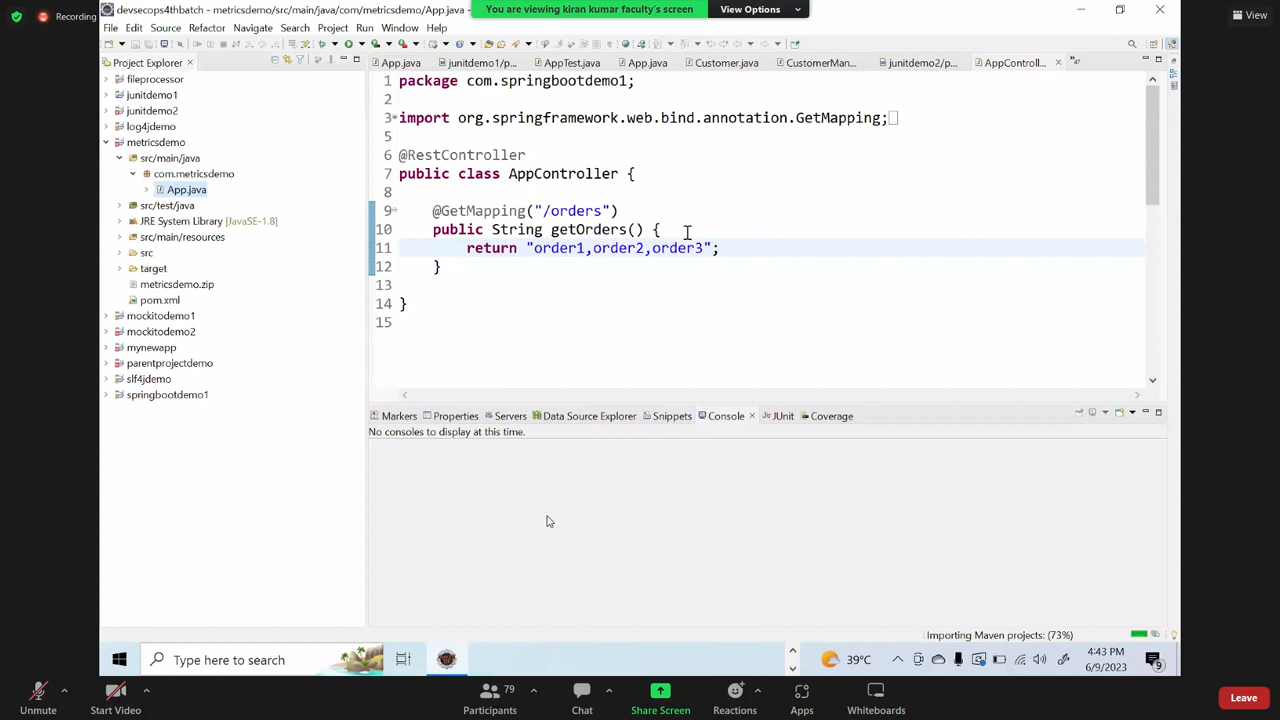 Recording
devsecops4thbatch - metricsdemo/src/main/java/com/metricsdemo/App.java
You are viewing kiran kumar faculty's screen
View Options
View
File Edit Source Refactor Navigate Search Project Run Window Help
Project Explorer
App.java
junitdemo1/p...
AppTest.java
App.java
Customer.java
CustomerMan...
junitdemo2/p...
AppControll...
fileprocessor
junitdemo1
junitdemo2
log4jdemo
metricsdemo
src/main/java
com.metricsdemo
App.java
src/test/java
JRE System Library [JavaSE-1.8]
src/main/resources
src
target
metricsdemo.zip
pom.xml
mockitodemo1
mockitodemo2
mynewapp
parentprojectdemo
slf4jdemo
springbootdemo1
1 package com.springbootdemo1;
2
3 import org.springframework.web.bind.annotation.GetMapping;
5
6 @RestController
7 public class AppController {
8
9 @GetMapping("/orders")
10 public String getOrders() {
11 return "order1,order2,order3";
12 }
13
14 }
15
Markers Properties Servers Data Source Explorer Snippets Console JUnit Coverage
No consoles to display at this time.
Importing Maven projects: (73%)
Type here to search
39°C
4:43 PM
6/9/2023
9
79
Unmute
Start Video
Participants
Chat
Share Screen
Reactions
Apps
Whiteboards
Leave